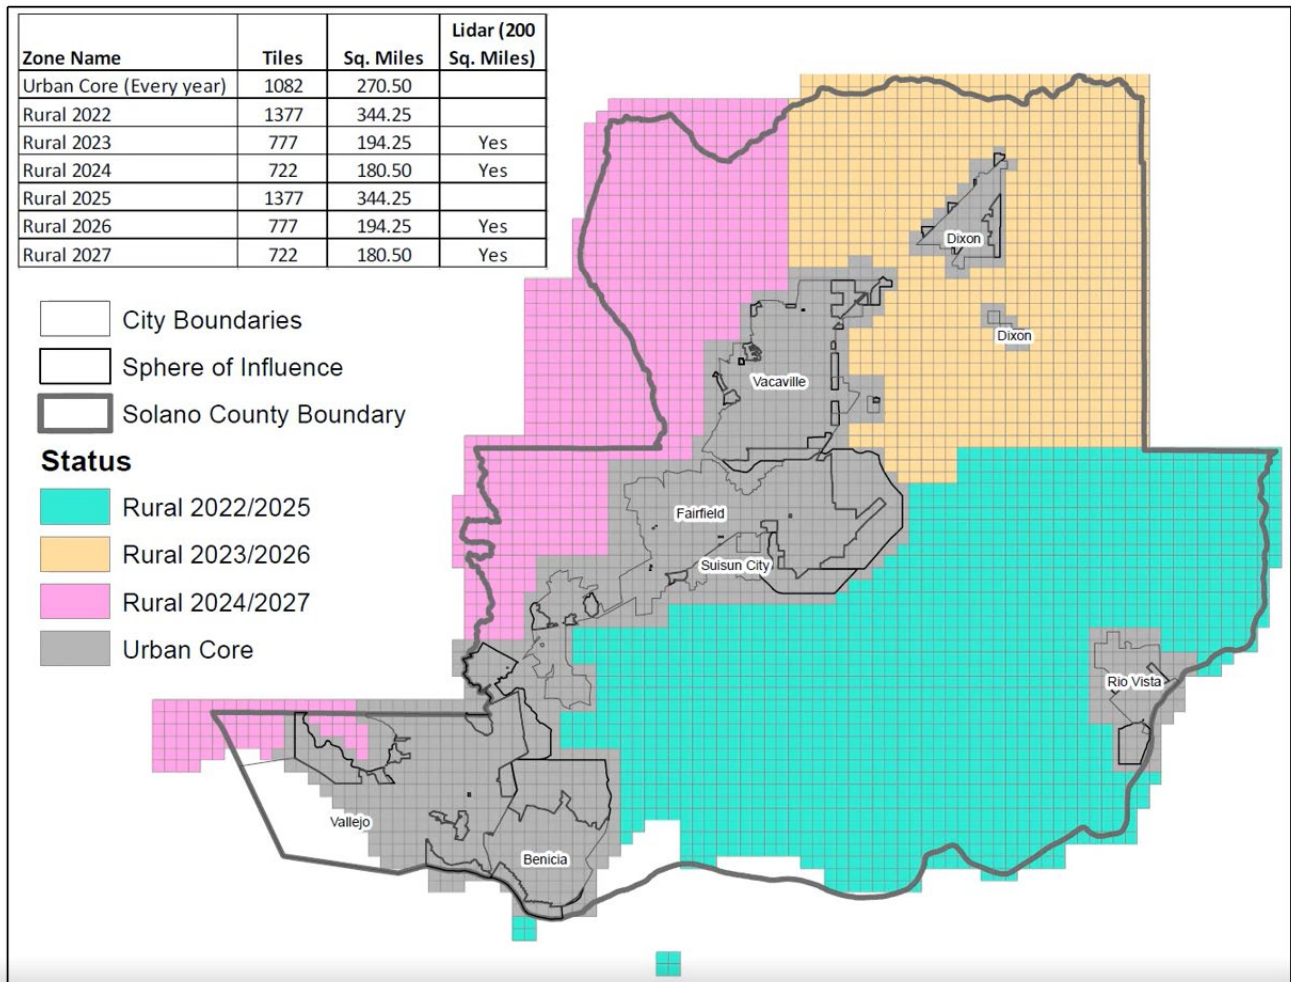 Zone Name Tiles Sq. Miles Lidar (200 Sq. Miles)
Urban Core (Every year) 1082 270.50
Rural 2022 1377 344.25
Rural 2023 777 194.25 Yes
Rural 2024 722 180.50 Yes
Rural 2025 1377 344.25
Rural 2026 777 194.25 Yes
Rural 2027 722 180.50 Yes
City Boundaries
Sphere of Influence
Solano County Boundary
Status
Rural 2022/2025
Rural 2023/2026
Rural 2024/2027
Urban Core
Dixon
Dixon
Vacaville
Fairfield
Suisun City
Rio Vista
Vallejo
Benicia